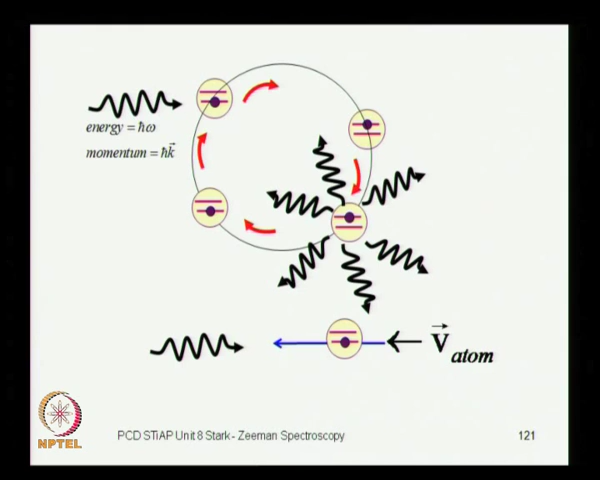 energy = ħω
momentum = ħk⃗
V⃗ atom
NPTEL
PCD STiAP Unit 8 Stark - Zeeman Spectroscopy
121